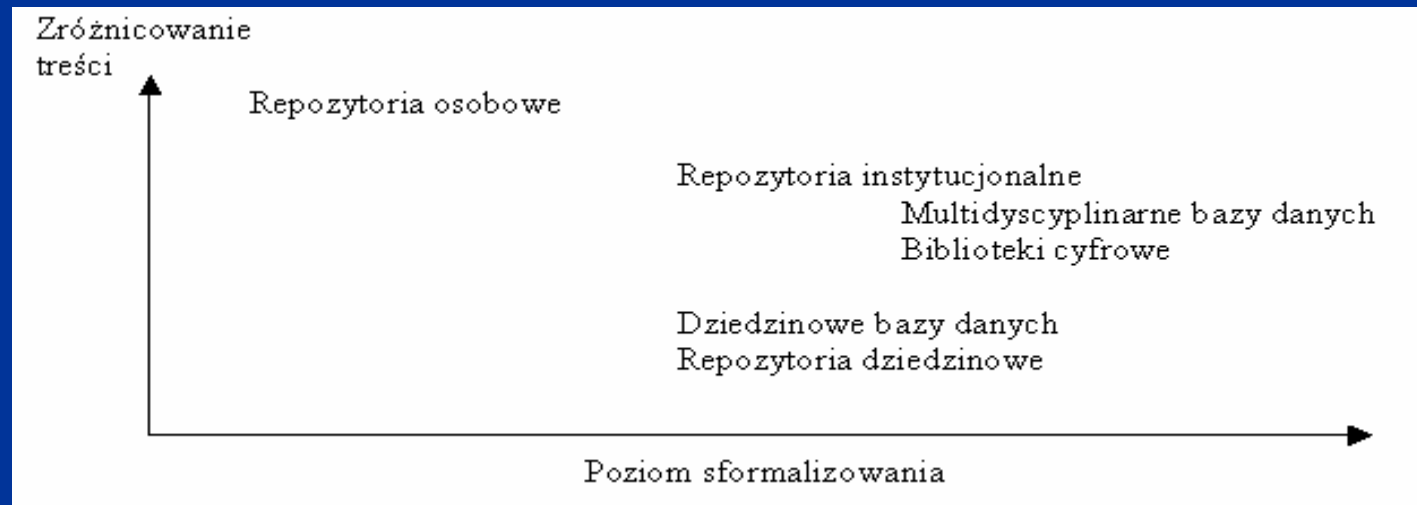 Zróżnicowanie
treści
Repozytoria osobowe
Repozytoria instytucjonalne
Multidyscyplinarne bazy danych
Biblioteki cyfrowe
Dziedzinowe bazy danych
Repozytoria dziedzinowe
Poziom sformalizowania